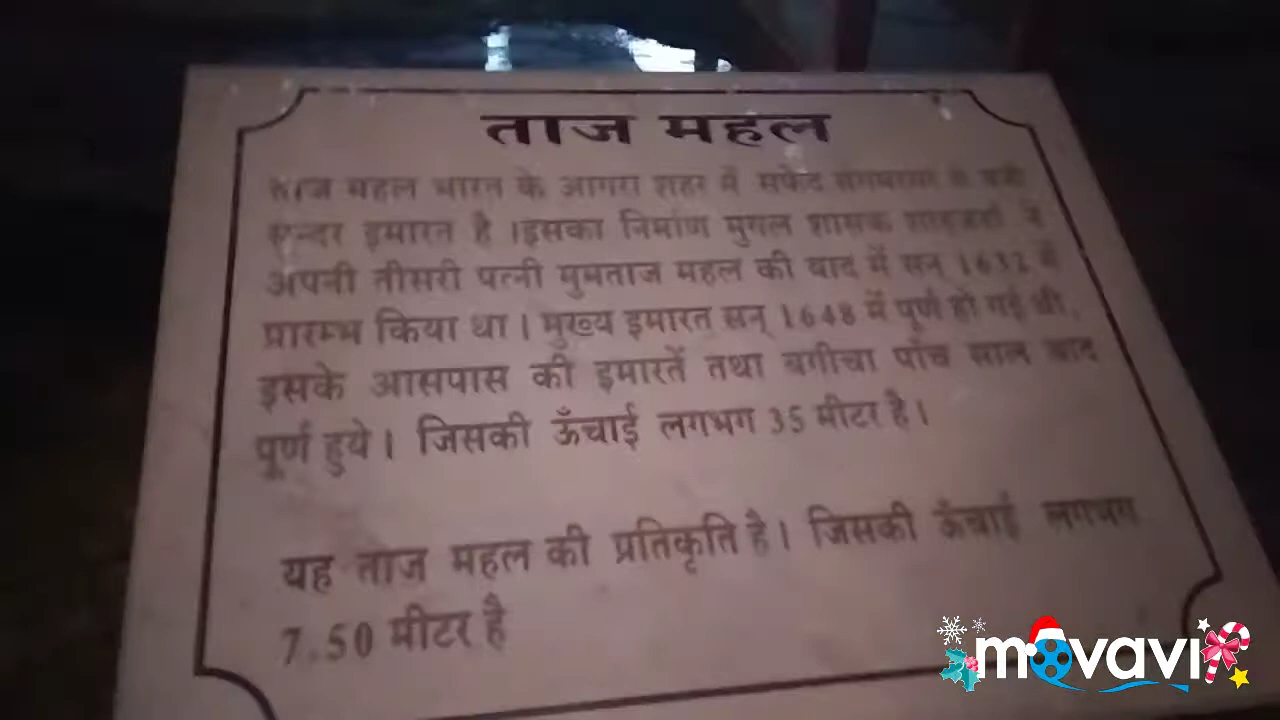 ताज महल
ताज महल भारत के आगरा शहर में सफेद संगमरमर से बनी
सुन्दर इमारत है ।इसका निर्माण मुगल शासक शाहजहाँ ने
अपनी तीसरी पत्नी मुमताज महल की याद में सन् 1632 में
प्रारम्भ किया था । मुख्य इमारत सन् 1648 में पूर्ण हो गई थी,
इसके आसपास की इमारतें तथा बगीचा पाँच साल बाद
पूर्ण हुये । जिसकी ऊँचाई लगभग 35 मीटर है ।
यह ताज महल की प्रतिकृति है । जिसकी ऊँचाई लगभग
7.50 मीटर है
movavi